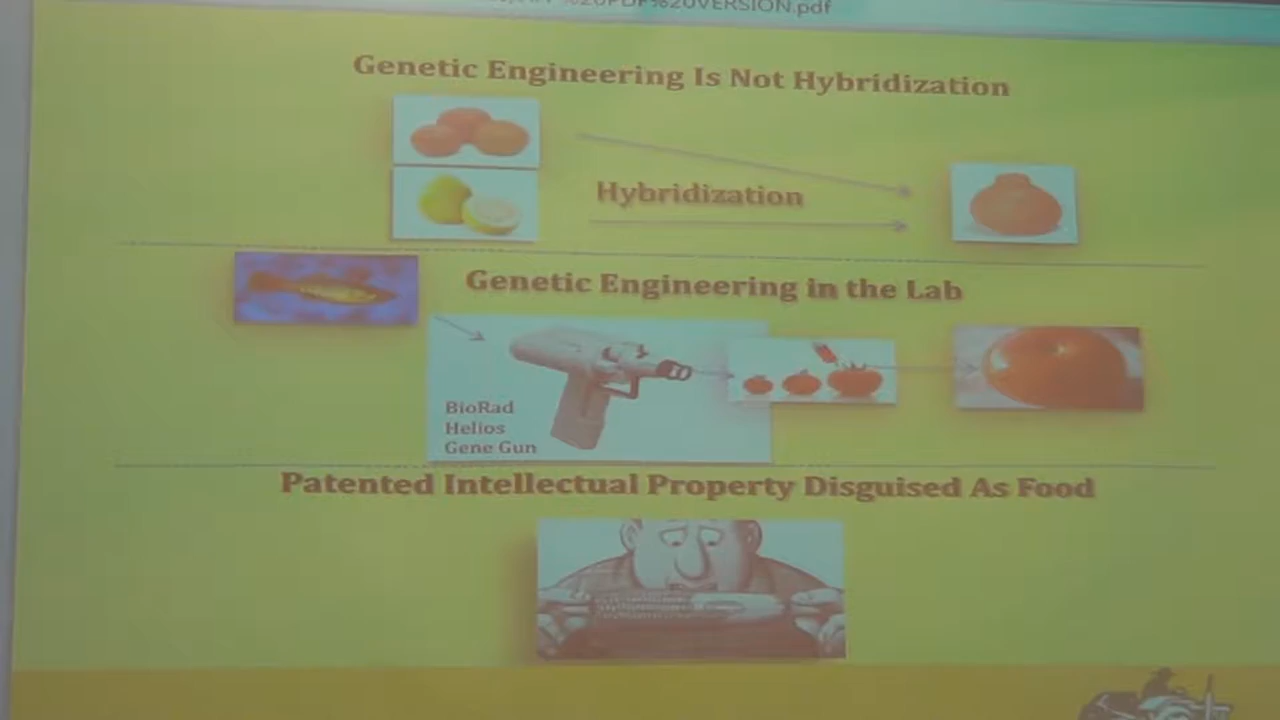 %20PDF%20VERSION.pdf
Genetic Engineering Is Not Hybridization
Hybridization
Genetic Engineering in the Lab
BioRad
Helios
Gene Gun
Patented Intellectual Property Disguised As Food